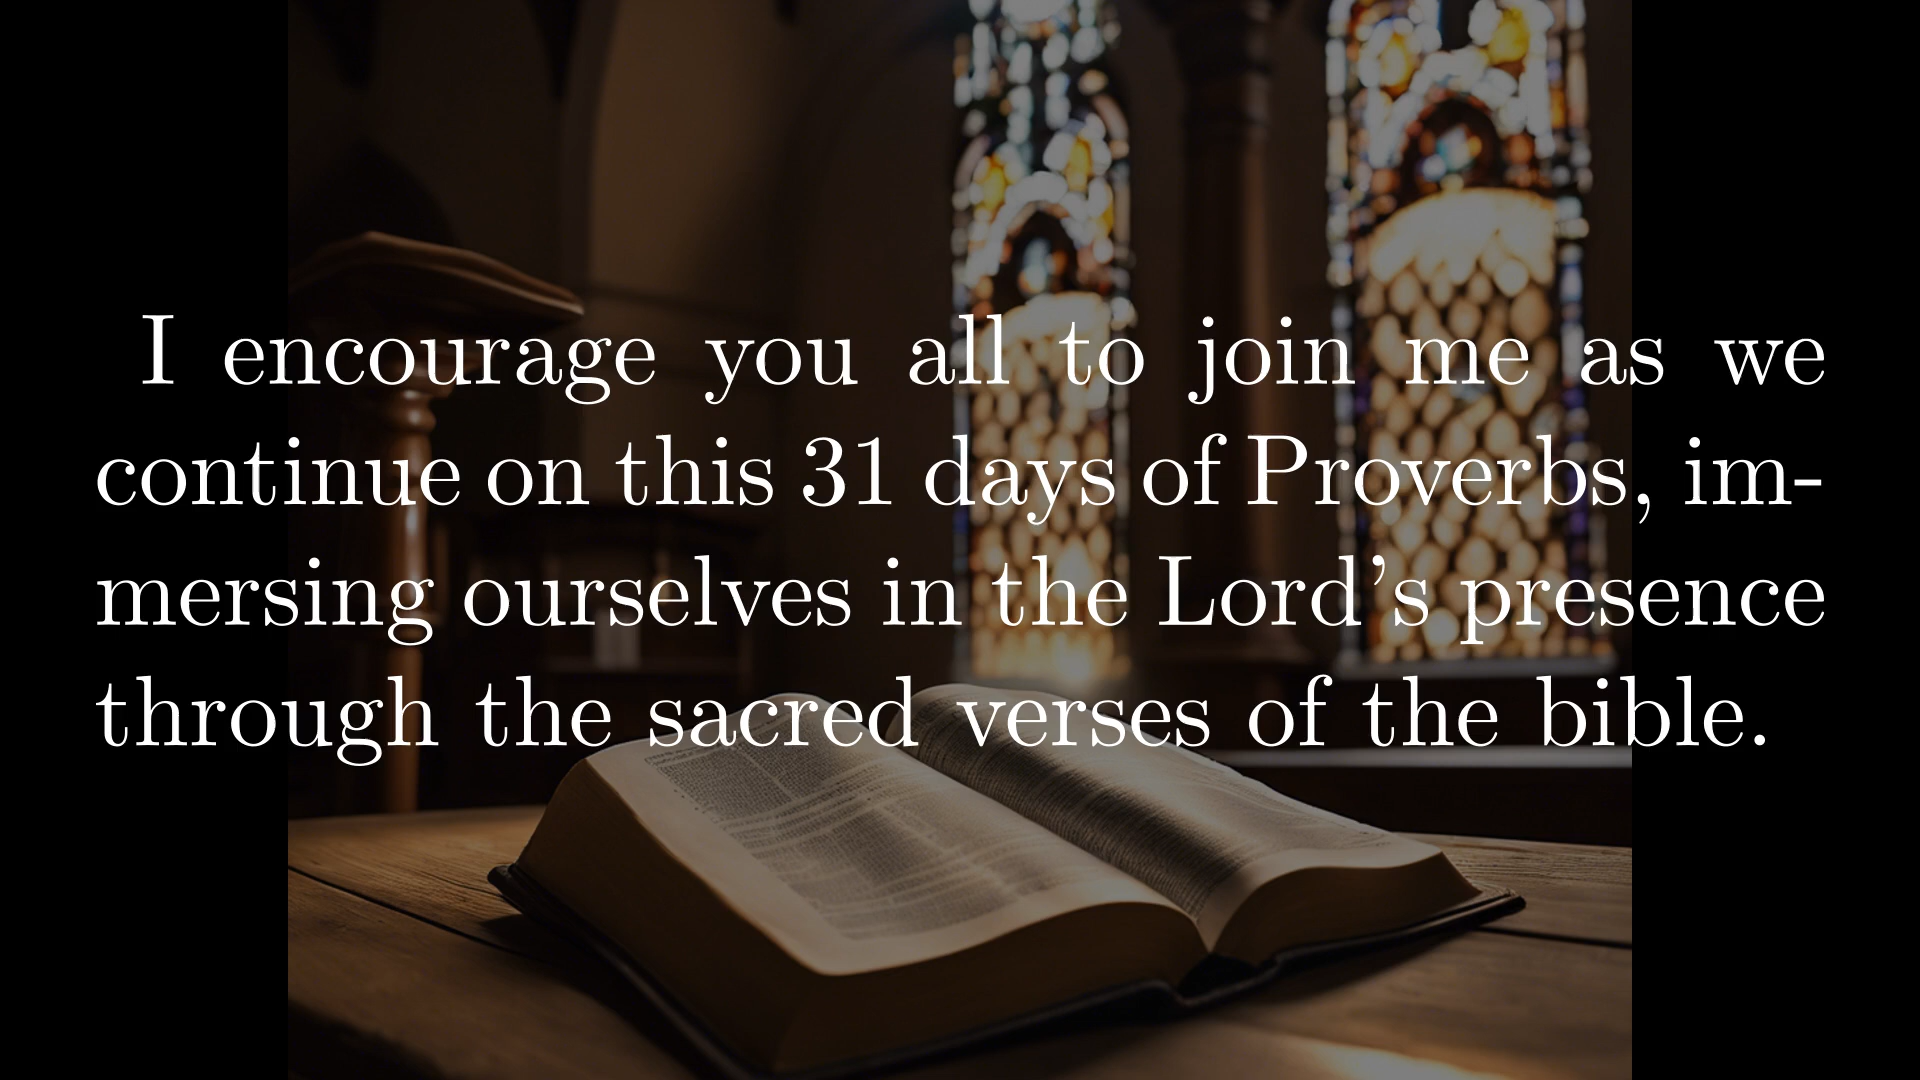 I encourage you all to join me as we
continue on this 31 days of Proverbs, im-
mersing ourselves in the Lord's presence
through the sacred verses of the bible.